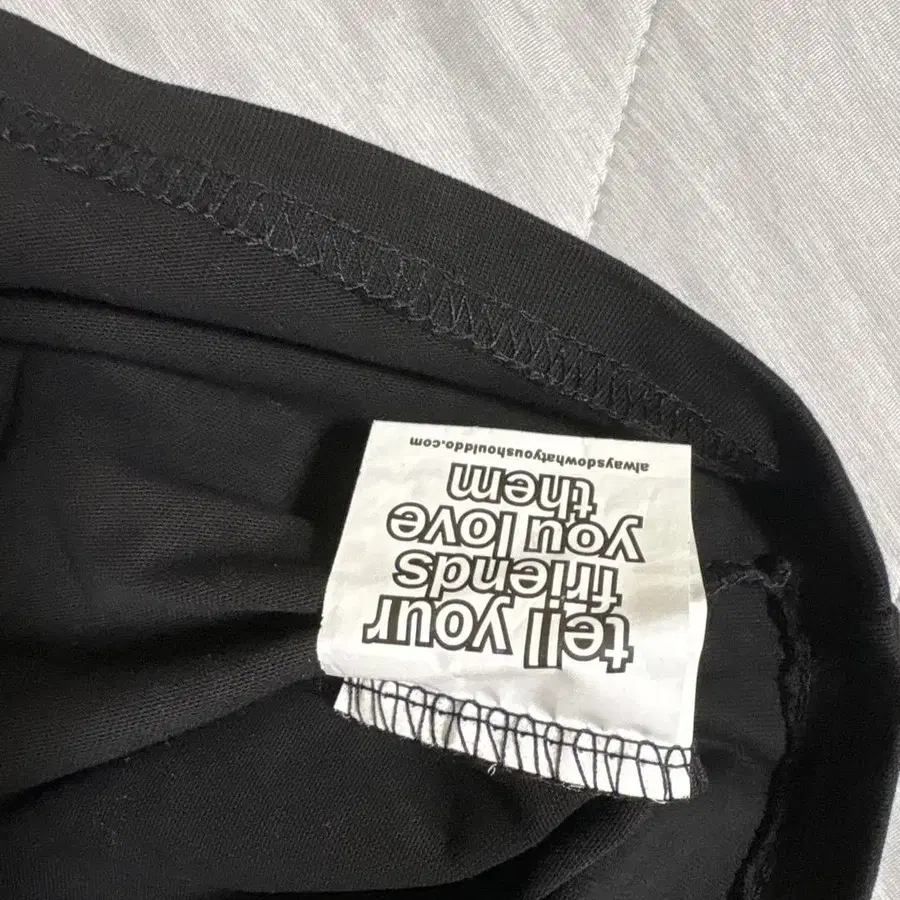 tell your
friends
you love
them
alwaysdowhatyoushoulddo.com